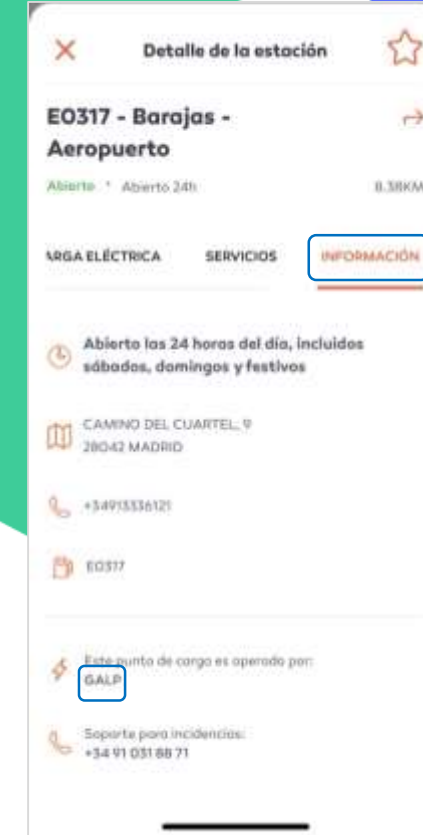 Detalle de la estación
E0317 - Barajas -
Aeropuerto
Abierto • Abierto 24h
8.38KM
ARGA ELÉCTRICA SERVICIOS INFORMACIÓN
Abierto las 24 horas del día, incluidos
sábados, domingos y festivos
CAMINO DEL CUARTEL, 9
28042 MADRID
+34913336121
E0317
Este punto de carga es operado por:
GALP
Soporte para incidencias:
+34 91 031 88 71